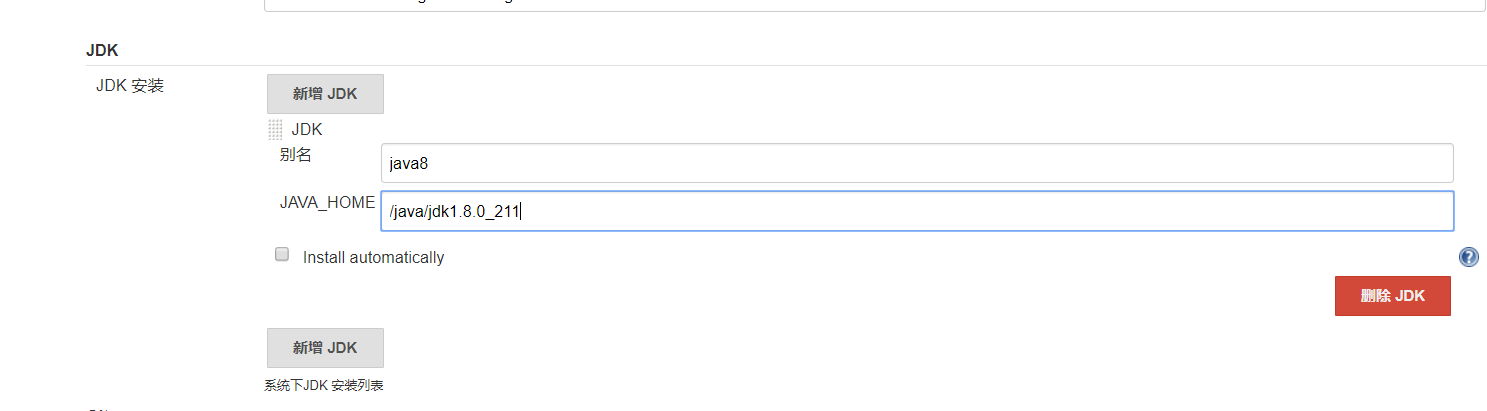 JDK
JDK 安装
新增 JDK
JDK
别名
java8
JAVA_HOME
/java/jdk1.8.0_211
Install automatically
?
删除 JDK
新增 JDK
系统下JDK 安装列表